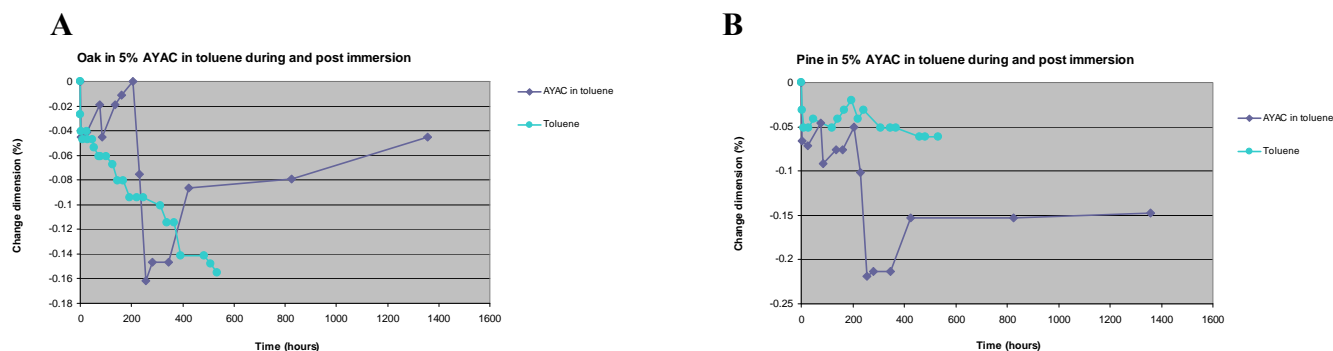 A
Oak in 5% AYAC in toluene during and post immersion
0
-0.02
-0.04
-0.06
-0.08
-0.1
-0.12
-0.14
-0.16
-0.18
Change dimension (%)
0 200 400 600 800 1000 1200 1400 1600
Time (hours)
AYAC in toluene
Toluene
B
Pine in 5% AYAC in toluene during and post immersion
0
-0.05
-0.1
-0.15
-0.2
-0.25
Change dimension (%)
0 200 400 600 800 1000 1200 1400 1600
Time (hours)
AYAC in toluene
Toluene